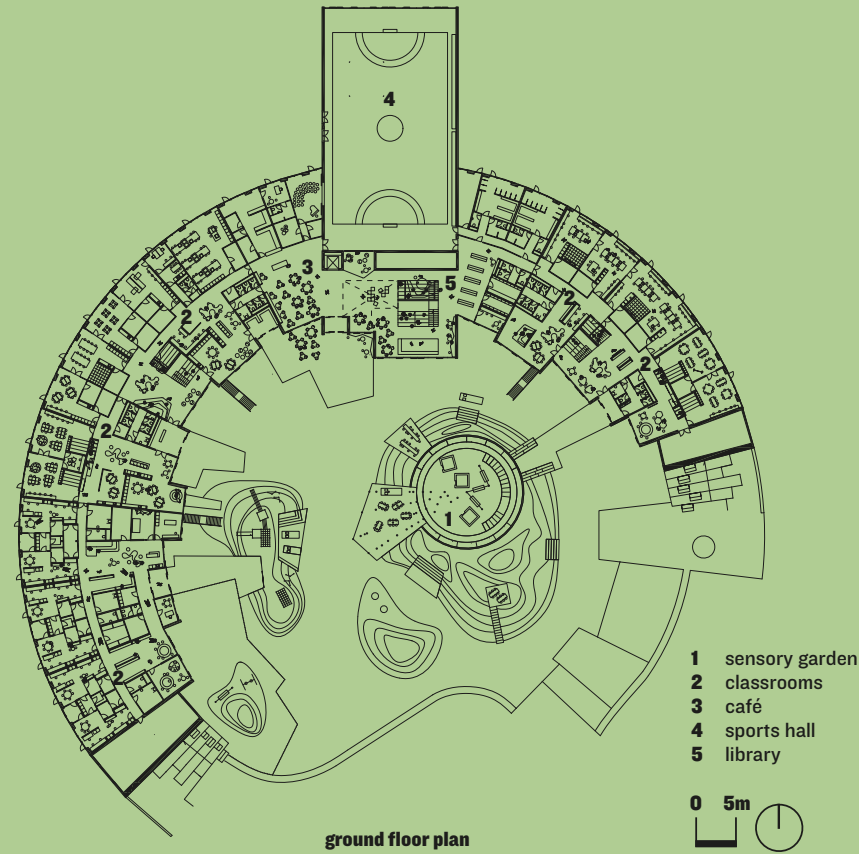 4
3
5
2
2
2
2
1
2
1 sensory garden
2 classrooms
3 café
4 sports hall
5 library
0 5m
ground floor plan